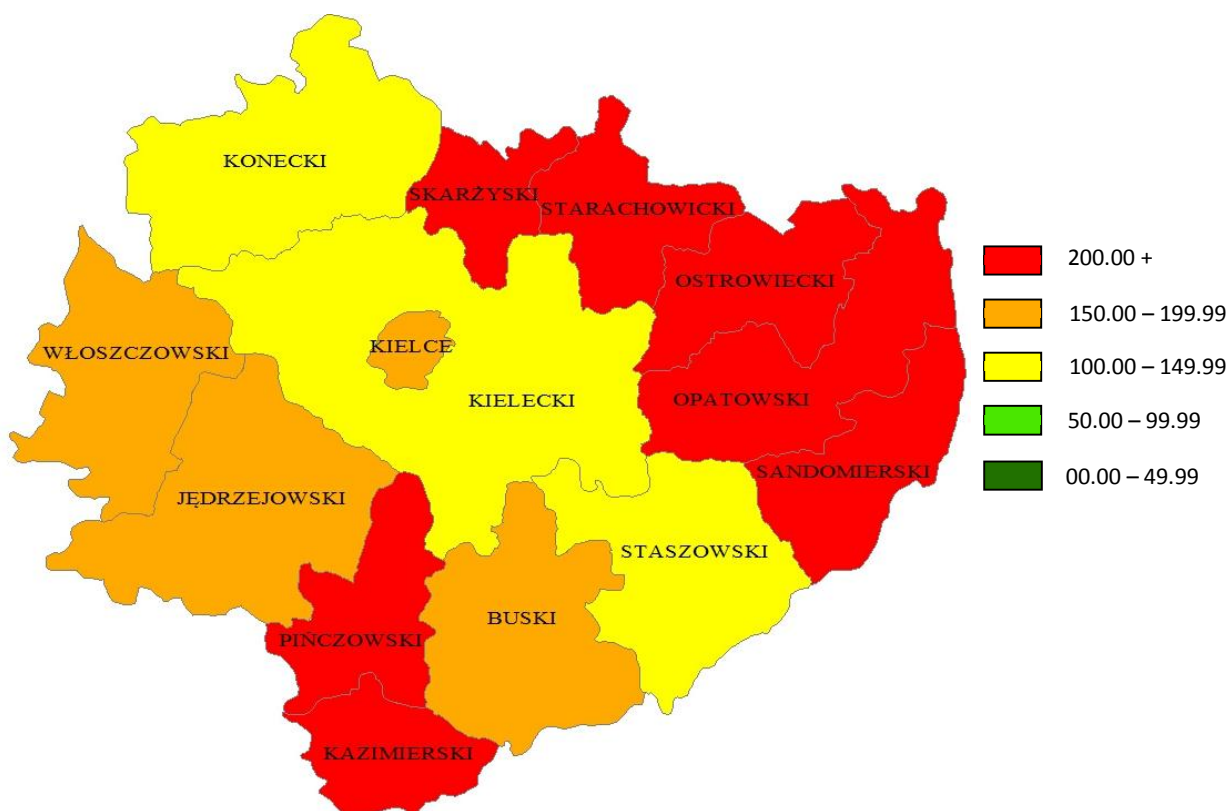 KONECKI
SKARŻYSKI
STARACHOWICKI
OSTROWIECKI
WŁOSZCZOWSKI
KIELCE
KIELECKI
OPATOWSKI
SANDOMIERSKI
JĘDRZEJOWSKI
STASZOWSKI
BUSKI
PIŃCZOWSKI
KAZIMIERSKI
200.00 +
150.00 – 199.99
100.00 – 149.99
50.00 – 99.99
00.00 – 49.99